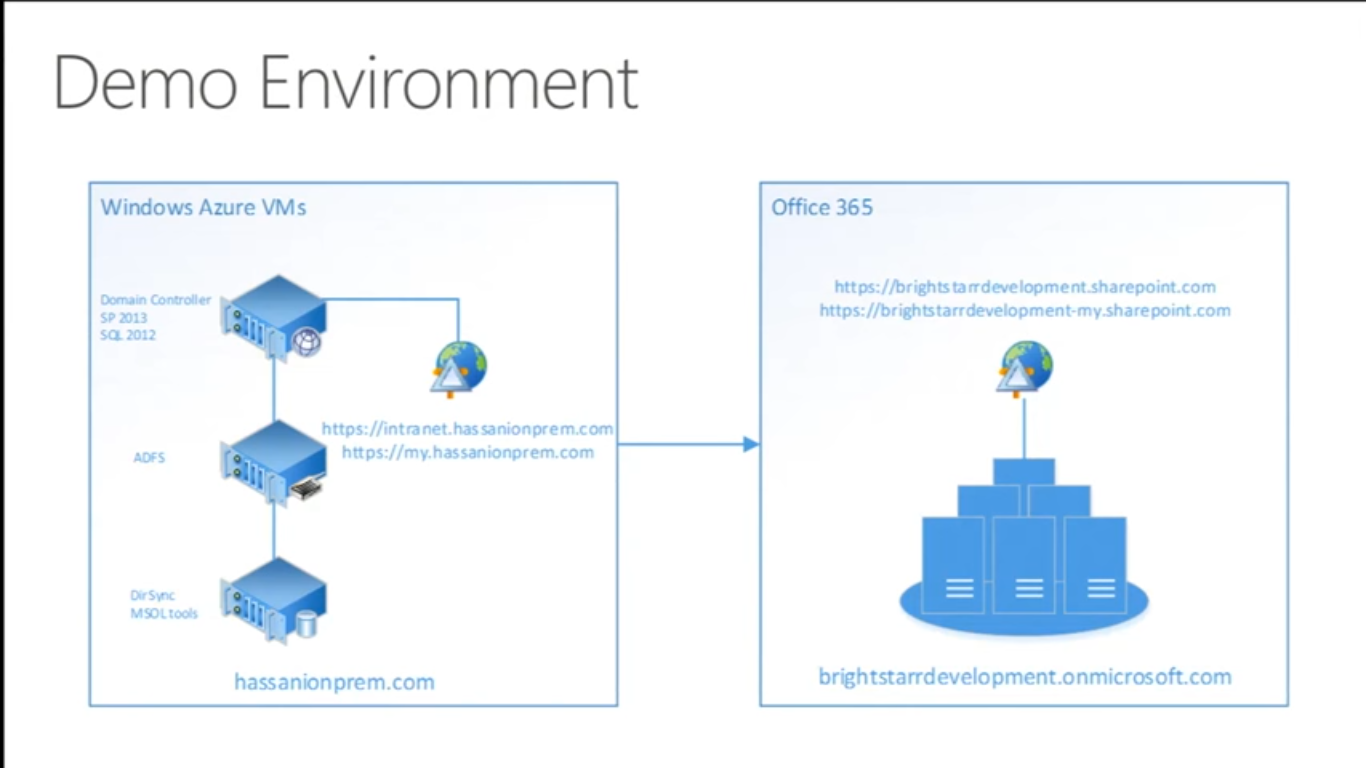 Demo Environment
Windows Azure VMs
Domain Controller
SP 2013
SQL 2012
https://intranet.hassanionprem.com
https://my.hassanionprem.com
ADFS
DirSync
MSOL tools
hassanionprem.com
Office 365
https://brightstarrdevelopment.sharepoint.com
https://brightstarrdevelopment-my.sharepoint.com
brightstarrdevelopment.onmicrosoft.com